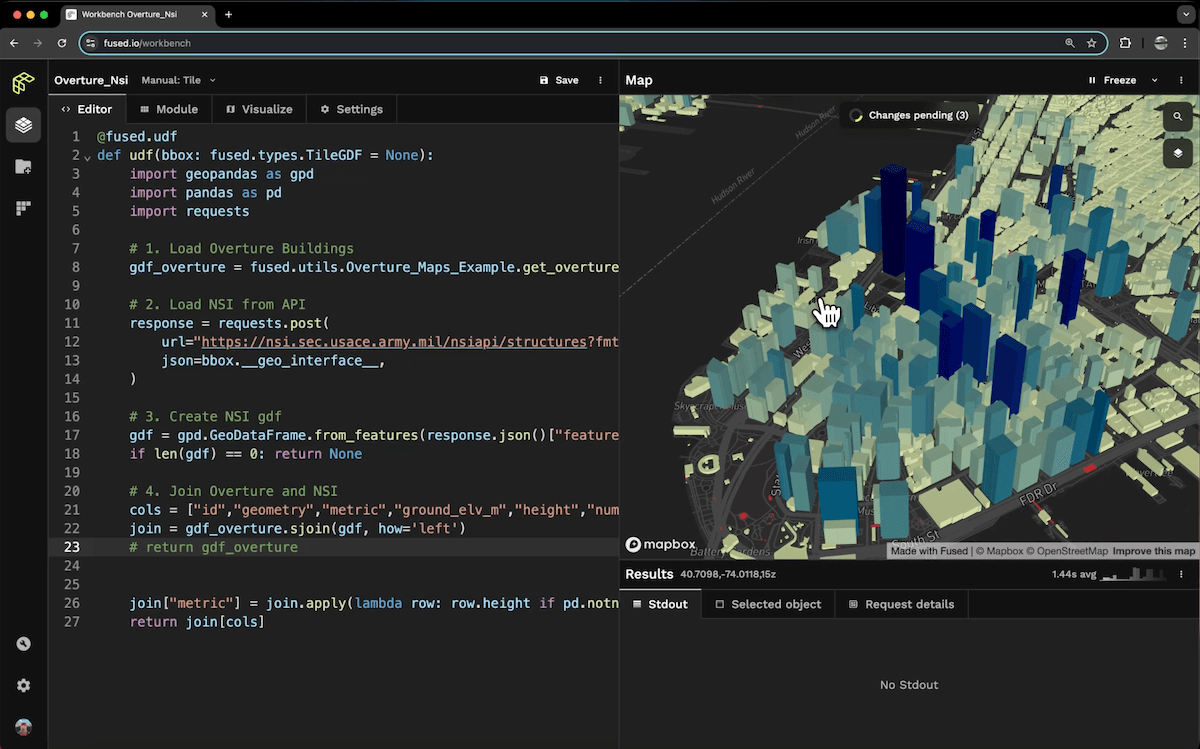 Workbench Overture_Nsi
fused.io/workbench
Overture_Nsi Manual: Tile Save
Editor Module Visualize Settings
1 @fused.udf
2 def udf(bbox: fused.types.TileGDF = None):
3 import geopandas as gpd
4 import pandas as pd
5 import requests
6
7 # 1. Load Overture Buildings
8 gdf_overture = fused.utils.Overture_Maps_Example.get_overture
9
10 # 2. Load NSI from API
11 response = requests.post(
12 url="https://nsi.sec.usace.army.mil/nsiapi/structures?fmt
13 json=bbox.__geo_interface__,
14 )
15
16 # 3. Create NSI gdf
17 gdf = gpd.GeoDataFrame.from_features(response.json()["feature
18 if len(gdf) == 0: return None
19
20 # 4. Join Overture and NSI
21 cols = ["id","geometry","metric","ground_elv_m","height","num
22 join = gdf_overture.sjoin(gdf, how='left')
23 # return gdf_overture
24
25
26 join["metric"] = join.apply(lambda row: row.height if pd.notn
27 return join[cols]
Map Freeze
Changes pending (3)
Hudson River
Hudson River
Irish
Wes
Skyscraper Mus
FDR Dr
Mus
South St
Battery Gardens
mapbox
Made with Fused | © Mapbox © OpenStreetMap Improve this map
Results 40.7098,-74.0118,15z 1.44s avg
Stdout Selected object Request details
No Stdout